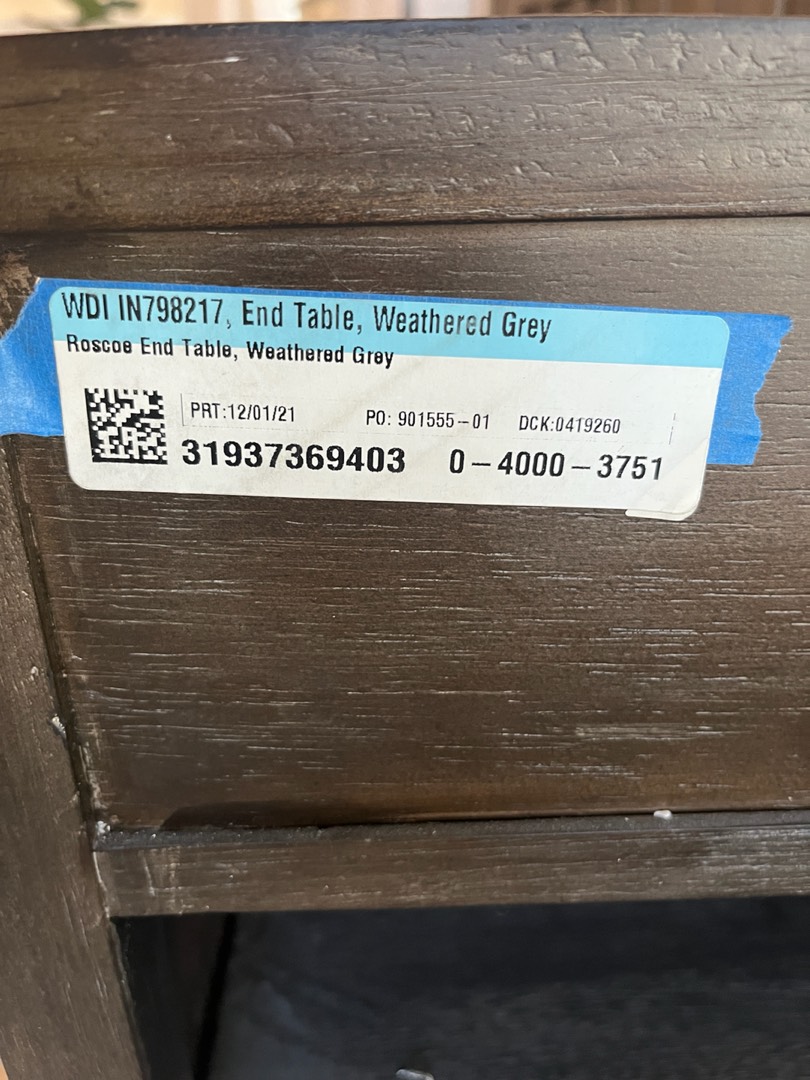 WDI IN798217, End Table, Weathered Grey
Roscoe End Table, Weathered Grey
PRT:12/01/21 PO: 901555-01 DCK:0419260
31937369403 0-4000-3751